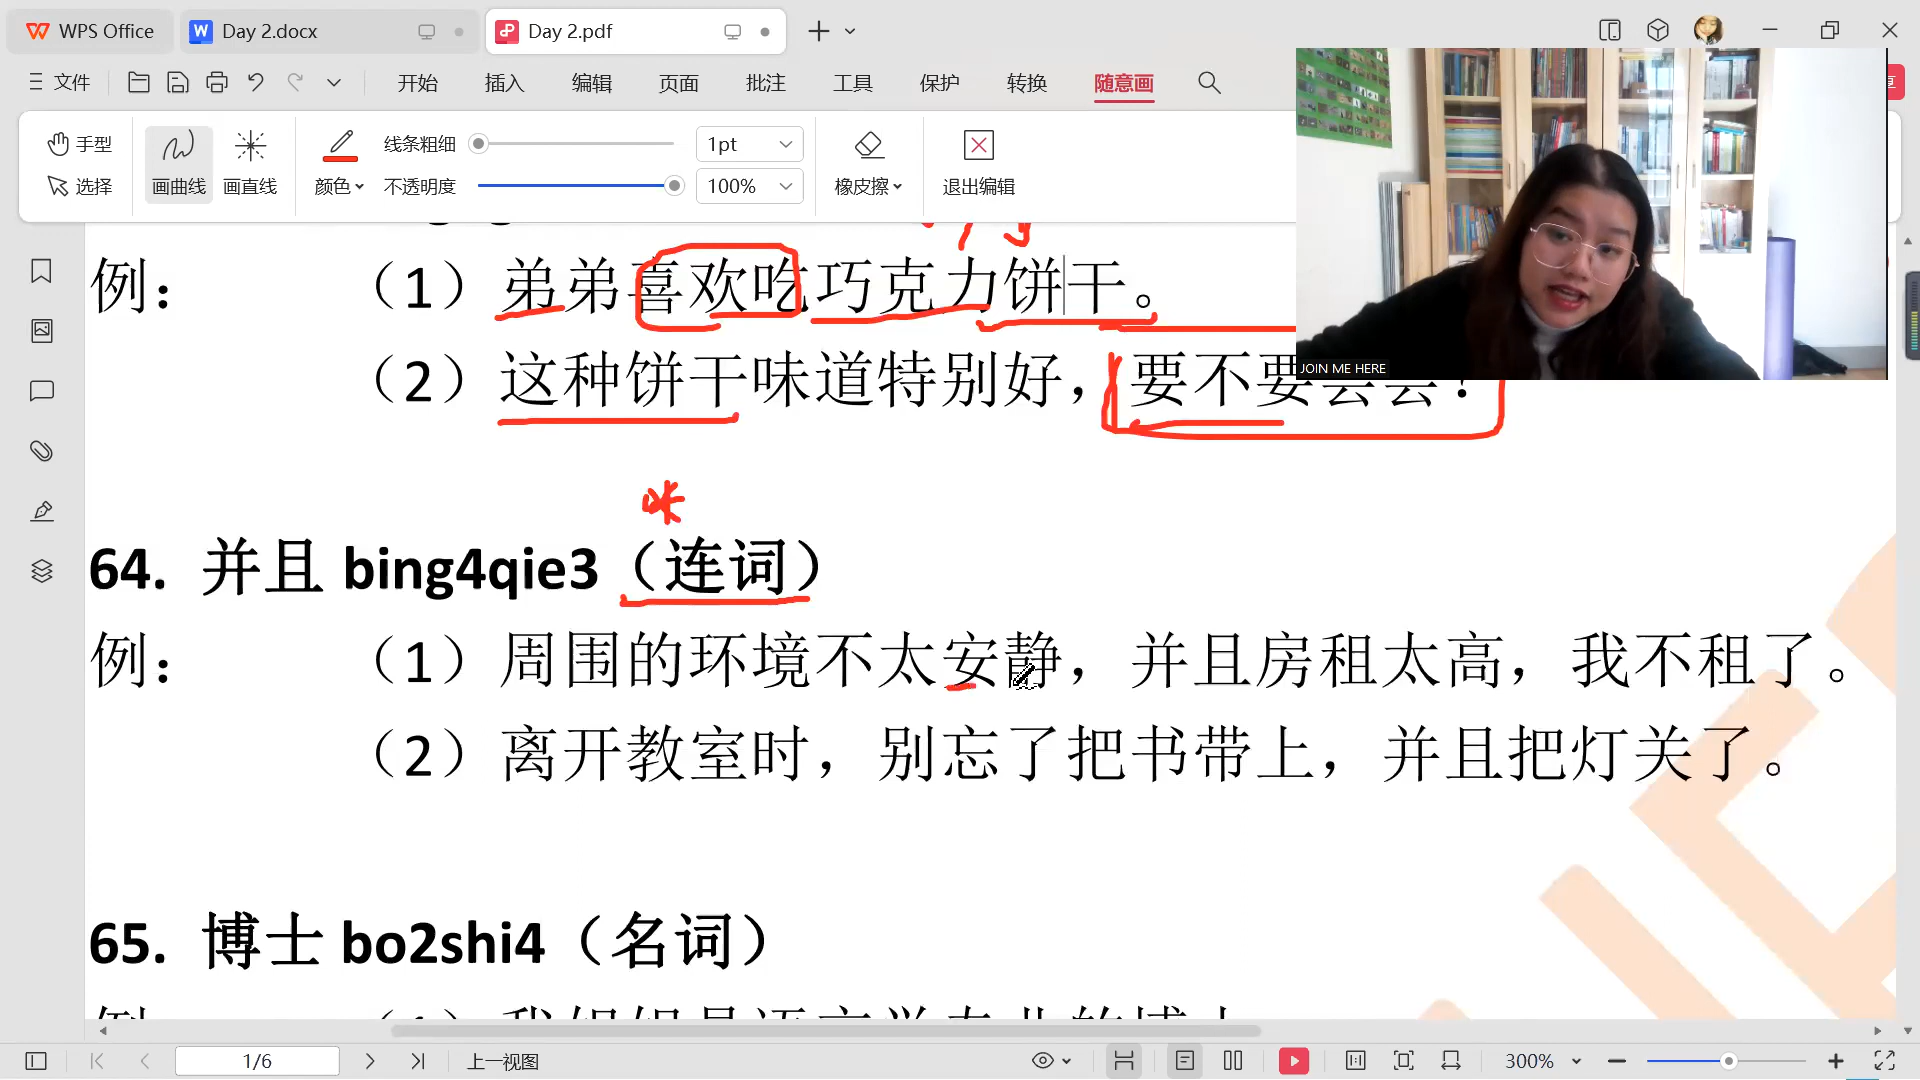 WPS Office Day 2.docx Day 2.pdf
文件 开始 插入 编辑 页面 批注 工具 保护 转换 随意画
手型 画曲线 画直线 颜色 线条粗细 1pt 橡皮擦 退出编辑
选择 不透明度 100%
例: （1）弟弟喜欢吃巧克力饼干。
（2）这种饼干味道特别好，要不要尝尝？
JOIN ME HERE
64. 并且 bing4qie3（连词）
例: （1）周围的环境不太安静，并且房租太高，我不租了。
（2）离开教室时，别忘了把书带上，并且把灯关了。
65. 博士 bo2shi4（名词）
1/6 上一视图 300%